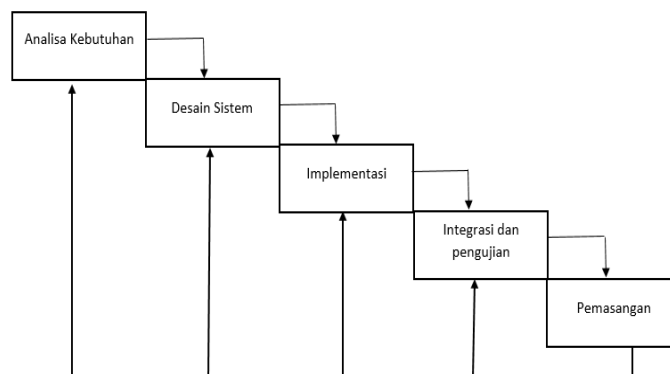 Analisa Kebutuhan
Desain Sistem
Implementasi
Integrasi dan
pengujian
Pemasangan